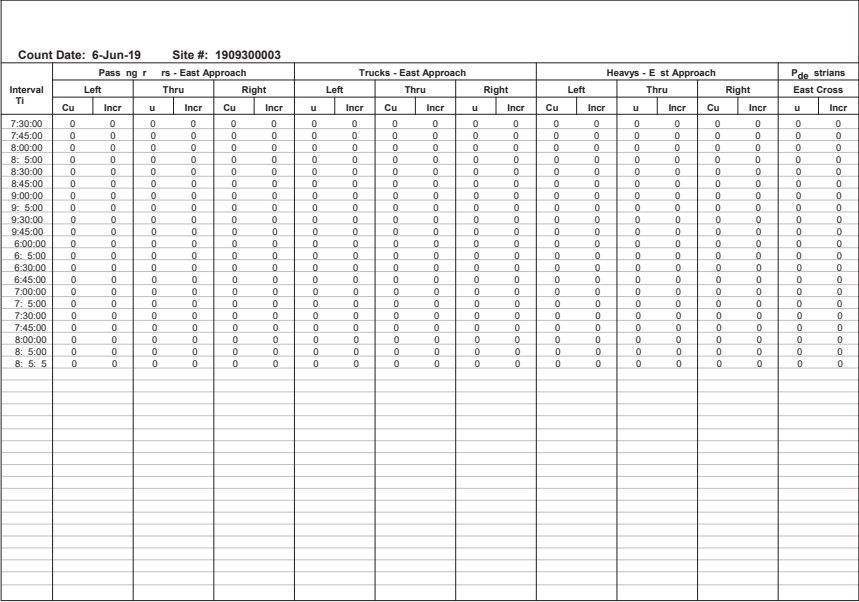 Count Date: 6-Jun-19 Site #: 1909300003
Pass ng r rs - East Approach Trucks - East Approach Heavys - E st Approach Pde strians
Interval Ti Left Thru Right Left Thru Right Left Thru Right East Cross
Cu Incr u Incr Cu Incr u Incr Cu Incr u Incr Cu Incr u Incr Cu Incr u Incr
7:30:00 0 0 0 0 0 0 0 0 0 0 0 0 0 0 0 0 0 0 0 0
7:45:00 0 0 0 0 0 0 0 0 0 0 0 0 0 0 0 0 0 0 0 0
8:00:00 0 0 0 0 0 0 0 0 0 0 0 0 0 0 0 0 0 0 0 0
8: 5:00 0 0 0 0 0 0 0 0 0 0 0 0 0 0 0 0 0 0 0 0
8:30:00 0 0 0 0 0 0 0 0 0 0 0 0 0 0 0 0 0 0 0 0
8:45:00 0 0 0 0 0 0 0 0 0 0 0 0 0 0 0 0 0 0 0 0
9:00:00 0 0 0 0 0 0 0 0 0 0 0 0 0 0 0 0 0 0 0 0
9: 5:00 0 0 0 0 0 0 0 0 0 0 0 0 0 0 0 0 0 0 0 0
9:30:00 0 0 0 0 0 0 0 0 0 0 0 0 0 0 0 0 0 0 0 0
9:45:00 0 0 0 0 0 0 0 0 0 0 0 0 0 0 0 0 0 0 0 0
6:00:00 0 0 0 0 0 0 0 0 0 0 0 0 0 0 0 0 0 0 0 0
6: 5:00 0 0 0 0 0 0 0 0 0 0 0 0 0 0 0 0 0 0 0 0
6:30:00 0 0 0 0 0 0 0 0 0 0 0 0 0 0 0 0 0 0 0 0
6:45:00 0 0 0 0 0 0 0 0 0 0 0 0 0 0 0 0 0 0 0 0
7:00:00 0 0 0 0 0 0 0 0 0 0 0 0 0 0 0 0 0 0 0 0
7: 5:00 0 0 0 0 0 0 0 0 0 0 0 0 0 0 0 0 0 0 0 0
7:30:00 0 0 0 0 0 0 0 0 0 0 0 0 0 0 0 0 0 0 0 0
7:45:00 0 0 0 0 0 0 0 0 0 0 0 0 0 0 0 0 0 0 0 0
8:00:00 0 0 0 0 0 0 0 0 0 0 0 0 0 0 0 0 0 0 0 0
8: 5:00 0 0 0 0 0 0 0 0 0 0 0 0 0 0 0 0 0 0 0 0
8: 5: 5 0 0 0 0 0 0 0 0 0 0 0 0 0 0 0 0 0 0 0 0